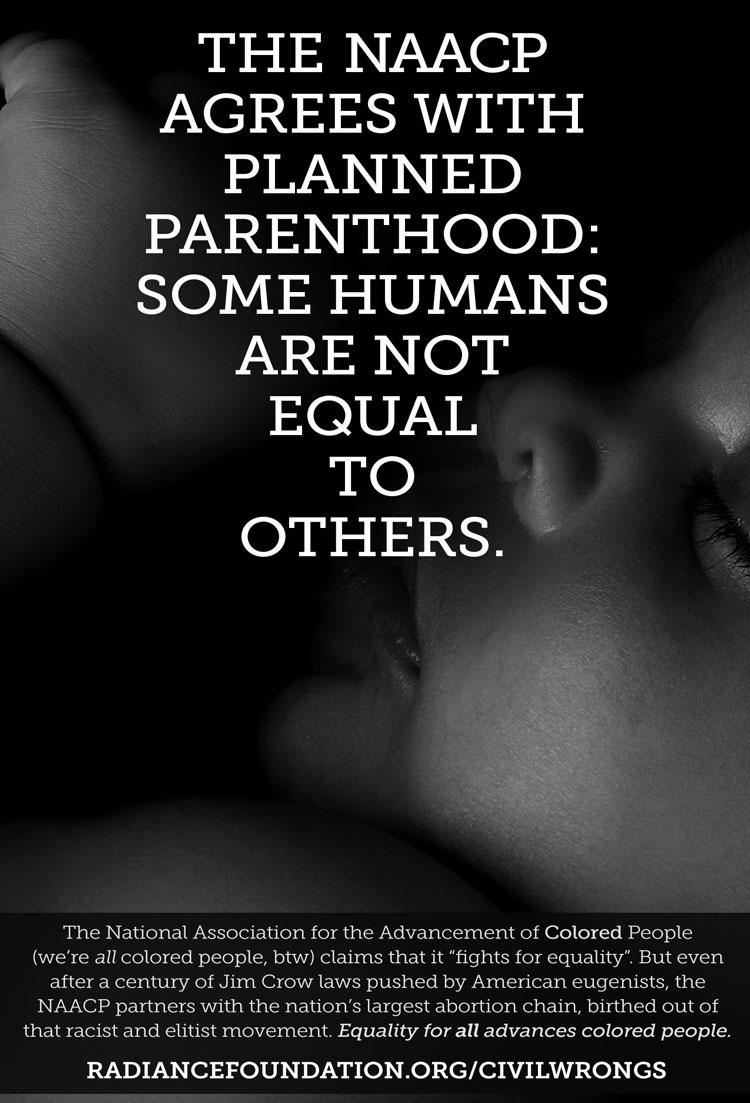 THE NAACP
AGREES WITH
PLANNED
PARENTHOOD:
SOME HUMANS
ARE NOT
EQUAL
TO
OTHERS.
The National Association for the Advancement of Colored People
(we're all colored people, btw) claims that it "fights for equality". But even
after a century of Jim Crow laws pushed by American eugenists, the
NAACP partners with the nation's largest abortion chain, birthed out of
that racist and elitist movement. Equality for all advances colored people.
RADIANCEFOUNDATION.ORG/CIVILWRONGS